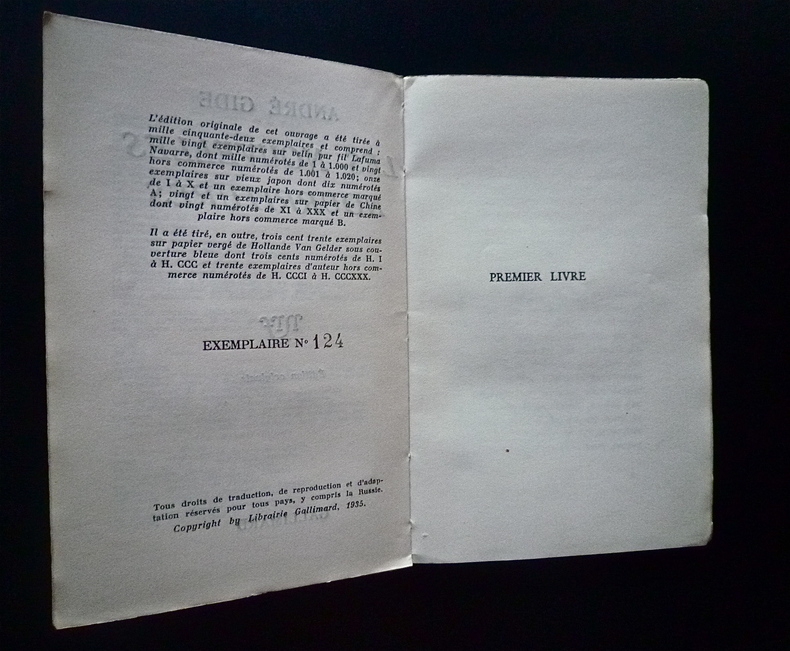 L'édition originale de cet ouvrage a été tirée à
mille cinquante-deux exemplaires et comprend :
mille vingt exemplaires sur velin pur fil Lafuma
Navarre, dont mille numérotés de 1 à 1.000 et vingt
hors commerce numérotés de 1.001 à 1.020; onze
exemplaires sur vieux japon dont dix numérotés
de I à X et un exemplaire hors commerce marqué
A; vingt et un exemplaires sur papier de Chine
dont vingt numérotés de XI à XXX et un exem-
plaire hors commerce marqué B.
Il a été tiré, en outre, trois cent trente exemplaires
sur papier vergé de Hollande Van Gelder sous cou-
verture bleue dont trois cents numérotés de H. I
à H. CCC et trente exemplaires d'auteur hors com-
merce numérotés de H. CCCI à H. CCCXXX.
EXEMPLAIRE N° 124
Tous droits de traduction, de reproduction et d'adap-
tation réservés pour tous pays, y compris la Russie.
Copyright by Librairie Gallimard, 1935.
PREMIER LIVRE